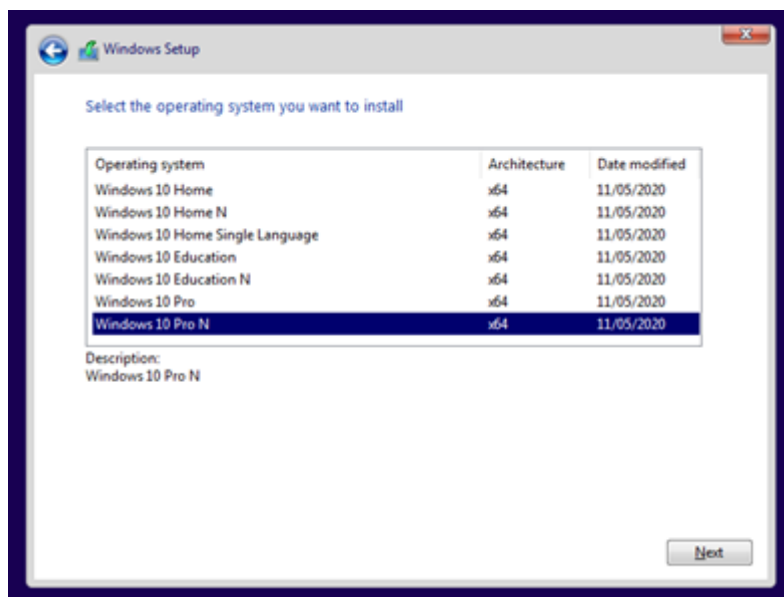 Windows Setup
Select the operating system you want to install
Operating system Architecture Date modified
Windows 10 Home x64 11/05/2020
Windows 10 Home N x64 11/05/2020
Windows 10 Home Single Language x64 11/05/2020
Windows 10 Education x64 11/05/2020
Windows 10 Education N x64 11/05/2020
Windows 10 Pro x64 11/05/2020
Windows 10 Pro N x64 11/05/2020
Description:
Windows 10 Pro N
Next